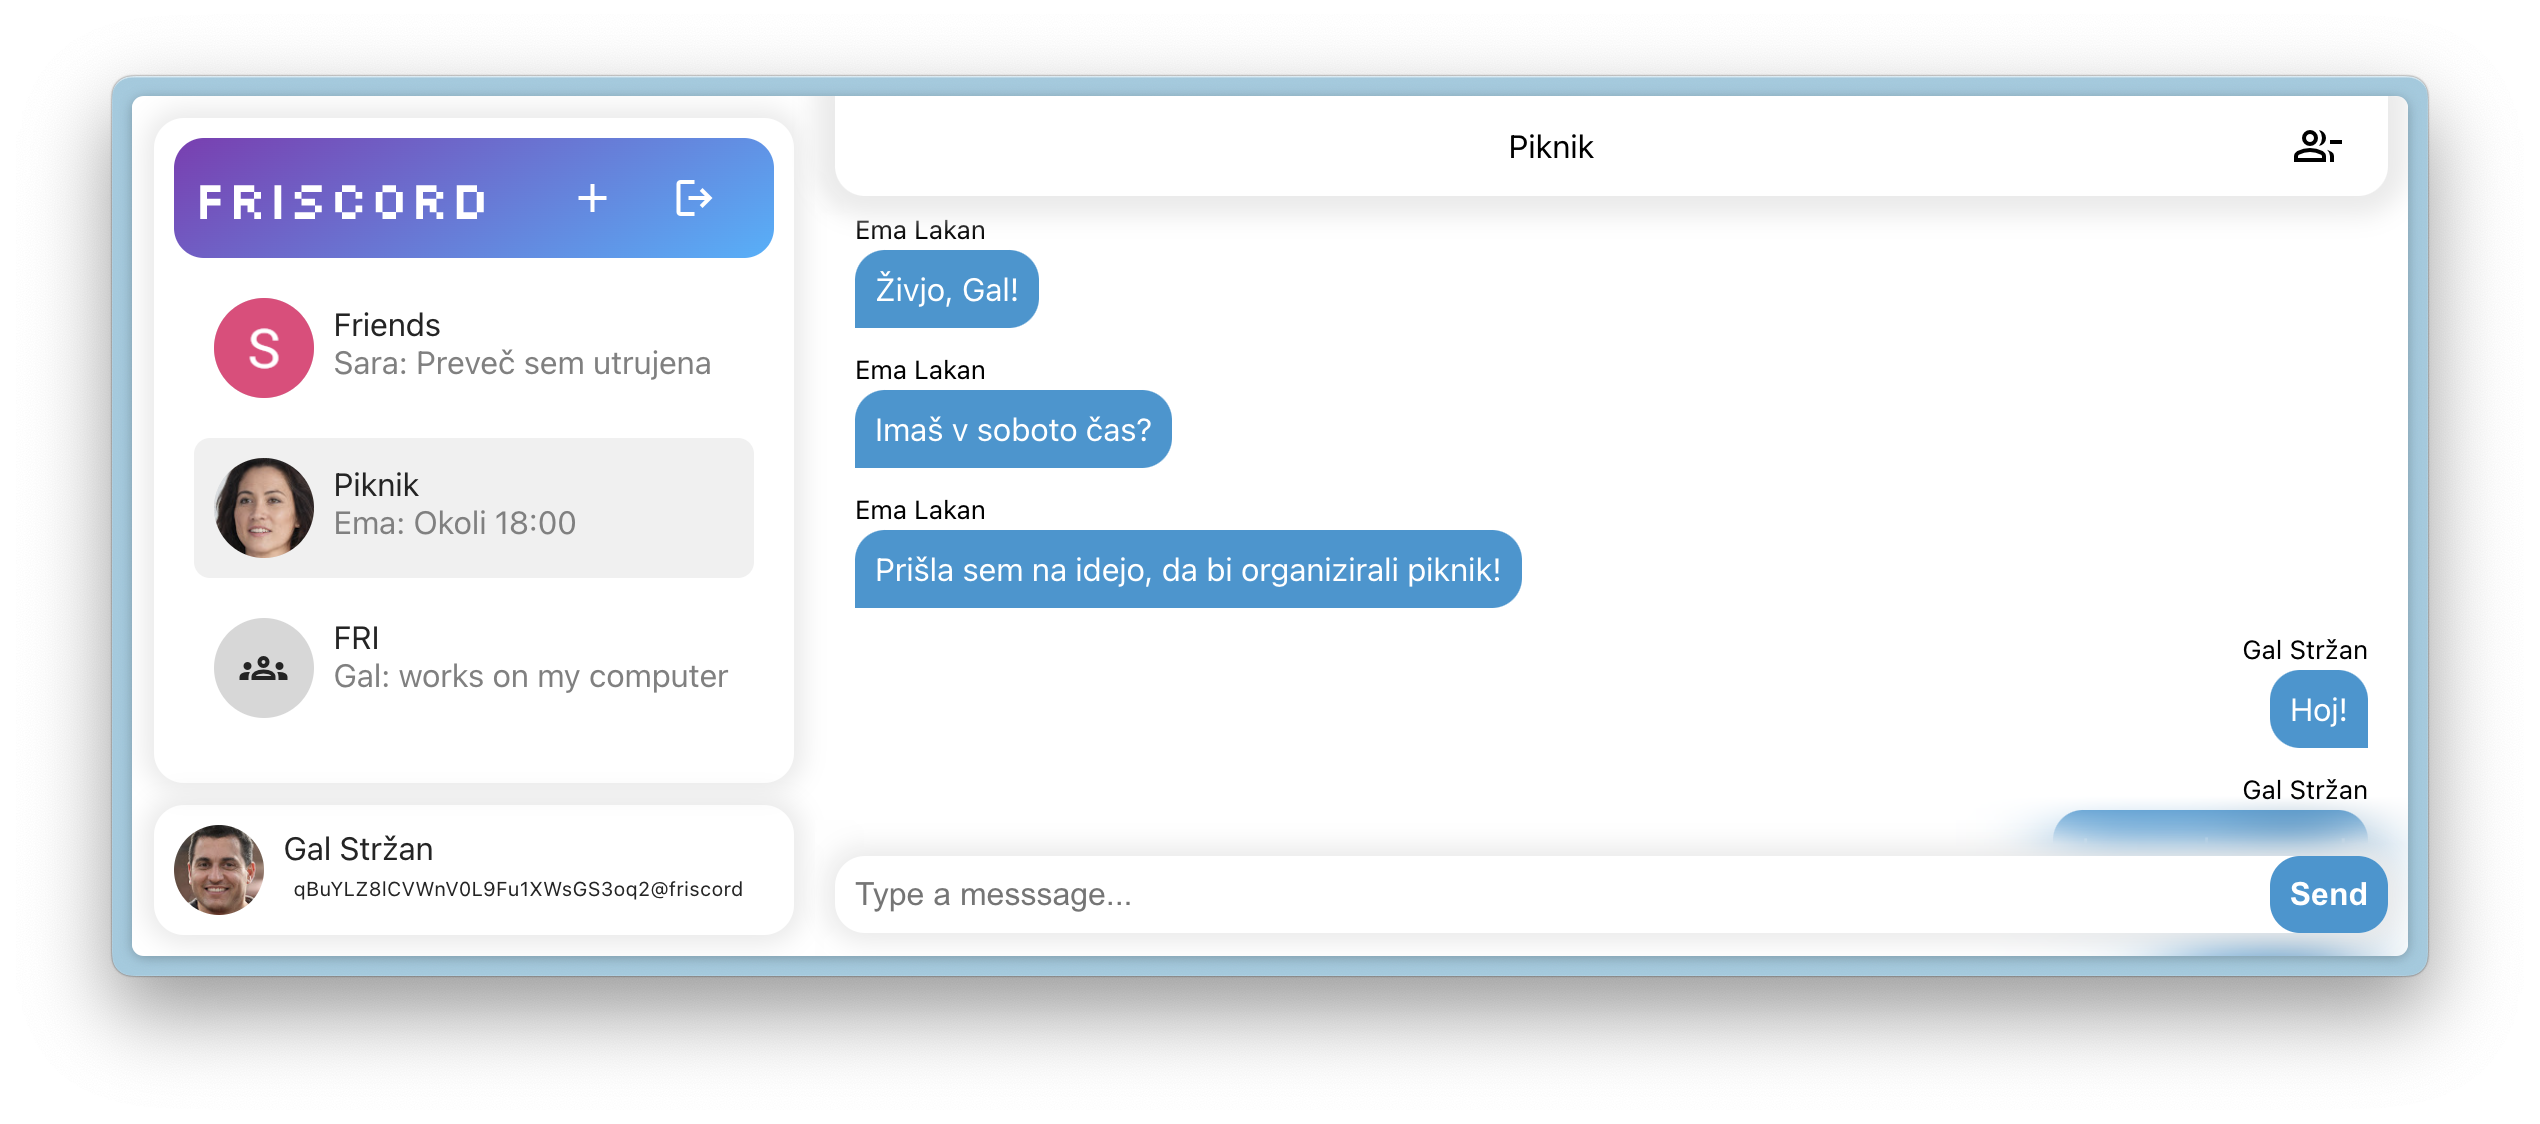 FRISCORD
S
Friends
Sara: Preveč sem utrujena
Piknik
Ema: Okoli 18:00
FRI
Gal: works on my computer
Gal Stržan
qBuYLZ8lCVWnV0L9Fu1XWsGS3oq2@friscord
Piknik
Ema Lakan
Živjo, Gal!
Ema Lakan
Imaš v soboto čas?
Ema Lakan
Prišla sem na idejo, da bi organizirali piknik!
Gal Stržan
Hoj!
Gal Stržan
Type a messsage...
Send